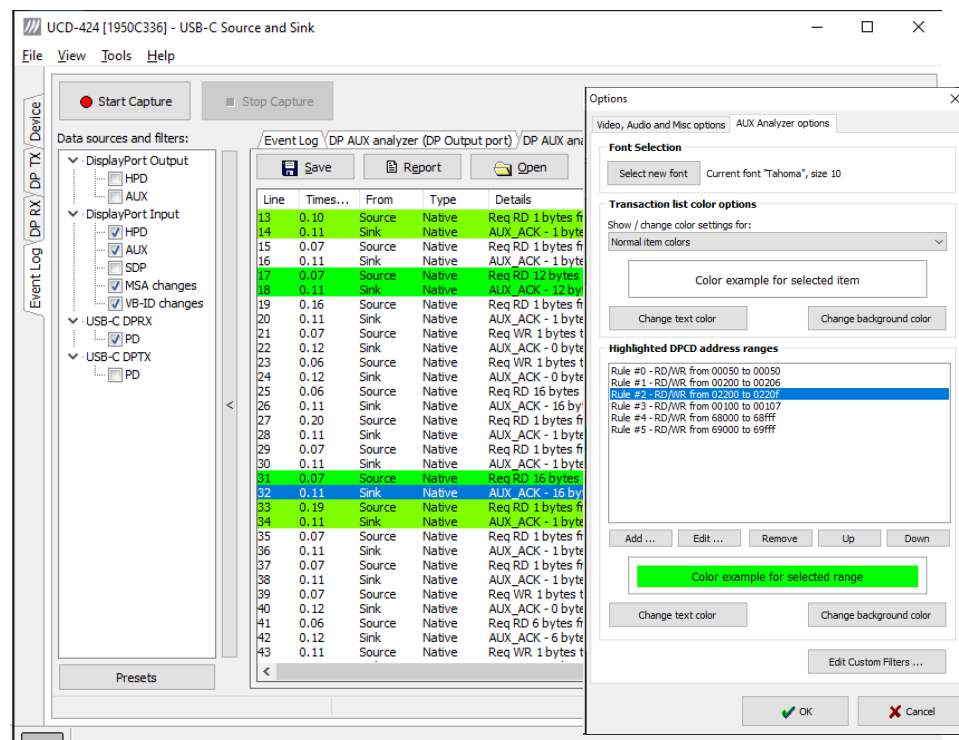 UCD-424 [1950C336] - USB-C Source and Sink
File View Tools Help
Start Capture
Stop Capture
Device
DP TX
DP RX
Event Log
Data sources and filters:
DisplayPort Output
HPD
AUX
DisplayPort Input
HPD
AUX
SDP
MSA changes
VB-ID changes
USB-C DPRX
PD
USB-C DPTX
PD
Presets
<
Event Log DP AUX analyzer (DP Output port) DP AUX ana
Save Report Open
Line Times... From Type Details
13 0.10 Source Native Req RD 1 bytes fr
14 0.11 Sink Native AUX_ACK - 1 byte
15 0.07 Source Native Req RD 1 bytes fr
16 0.11 Sink Native AUX_ACK - 1 byte
17 0.07 Source Native Req RD 12 bytes
18 0.11 Sink Native AUX_ACK - 12 by
19 0.16 Source Native Req RD 1 bytes fr
20 0.11 Sink Native AUX_ACK - 1 byte
21 0.07 Source Native Req WR 1 bytes t
22 0.12 Sink Native AUX_ACK - 0 byte
23 0.06 Source Native Req WR 1 bytes t
24 0.12 Sink Native AUX_ACK - 0 byte
25 0.06 Source Native Req RD 16 bytes
26 0.11 Sink Native AUX_ACK - 16 by
27 0.20 Source Native Req RD 1 bytes fr
28 0.11 Sink Native AUX_ACK - 1 byte
29 0.07 Source Native Req RD 1 bytes fr
30 0.11 Sink Native AUX_ACK - 1 byte
31 0.07 Source Native Req RD 16 bytes
32 0.11 Sink Native AUX_ACK - 16 by
33 0.19 Source Native Req RD 1 bytes fr
34 0.11 Sink Native AUX_ACK - 1 byte
35 0.07 Source Native Req RD 1 bytes fr
36 0.11 Sink Native AUX_ACK - 1 byte
37 0.07 Source Native Req RD 1 bytes fr
38 0.11 Sink Native AUX_ACK - 1 byte
39 0.07 Source Native Req WR 1 bytes t
40 0.12 Sink Native AUX_ACK - 0 byte
41 0.06 Source Native Req RD 6 bytes fr
42 0.12 Sink Native AUX_ACK - 6 byte
43 0.11 Source Native Req WR 1 bytes t
<
Options
Video, Audio and Misc options AUX Analyzer options
Font Selection
Select new font Current font "Tahoma", size 10
Transaction list color options
Show / change color settings for:
Normal item colors
Color example for selected item
Change text color Change background color
Highlighted DPCD address ranges
Rule #0 - RD/WR from 00050 to 00050
Rule #1 - RD/WR from 00200 to 00206
Rule #2 - RD/WR from 02200 to 0220f
Rule #3 - RD/WR from 00100 to 00107
Rule #4 - RD/WR from 68000 to 68fff
Rule #5 - RD/WR from 69000 to 69fff
Add ... Edit ... Remove Up Down
Color example for selected range
Change text color Change background color
Edit Custom Filters ...
OK Cancel